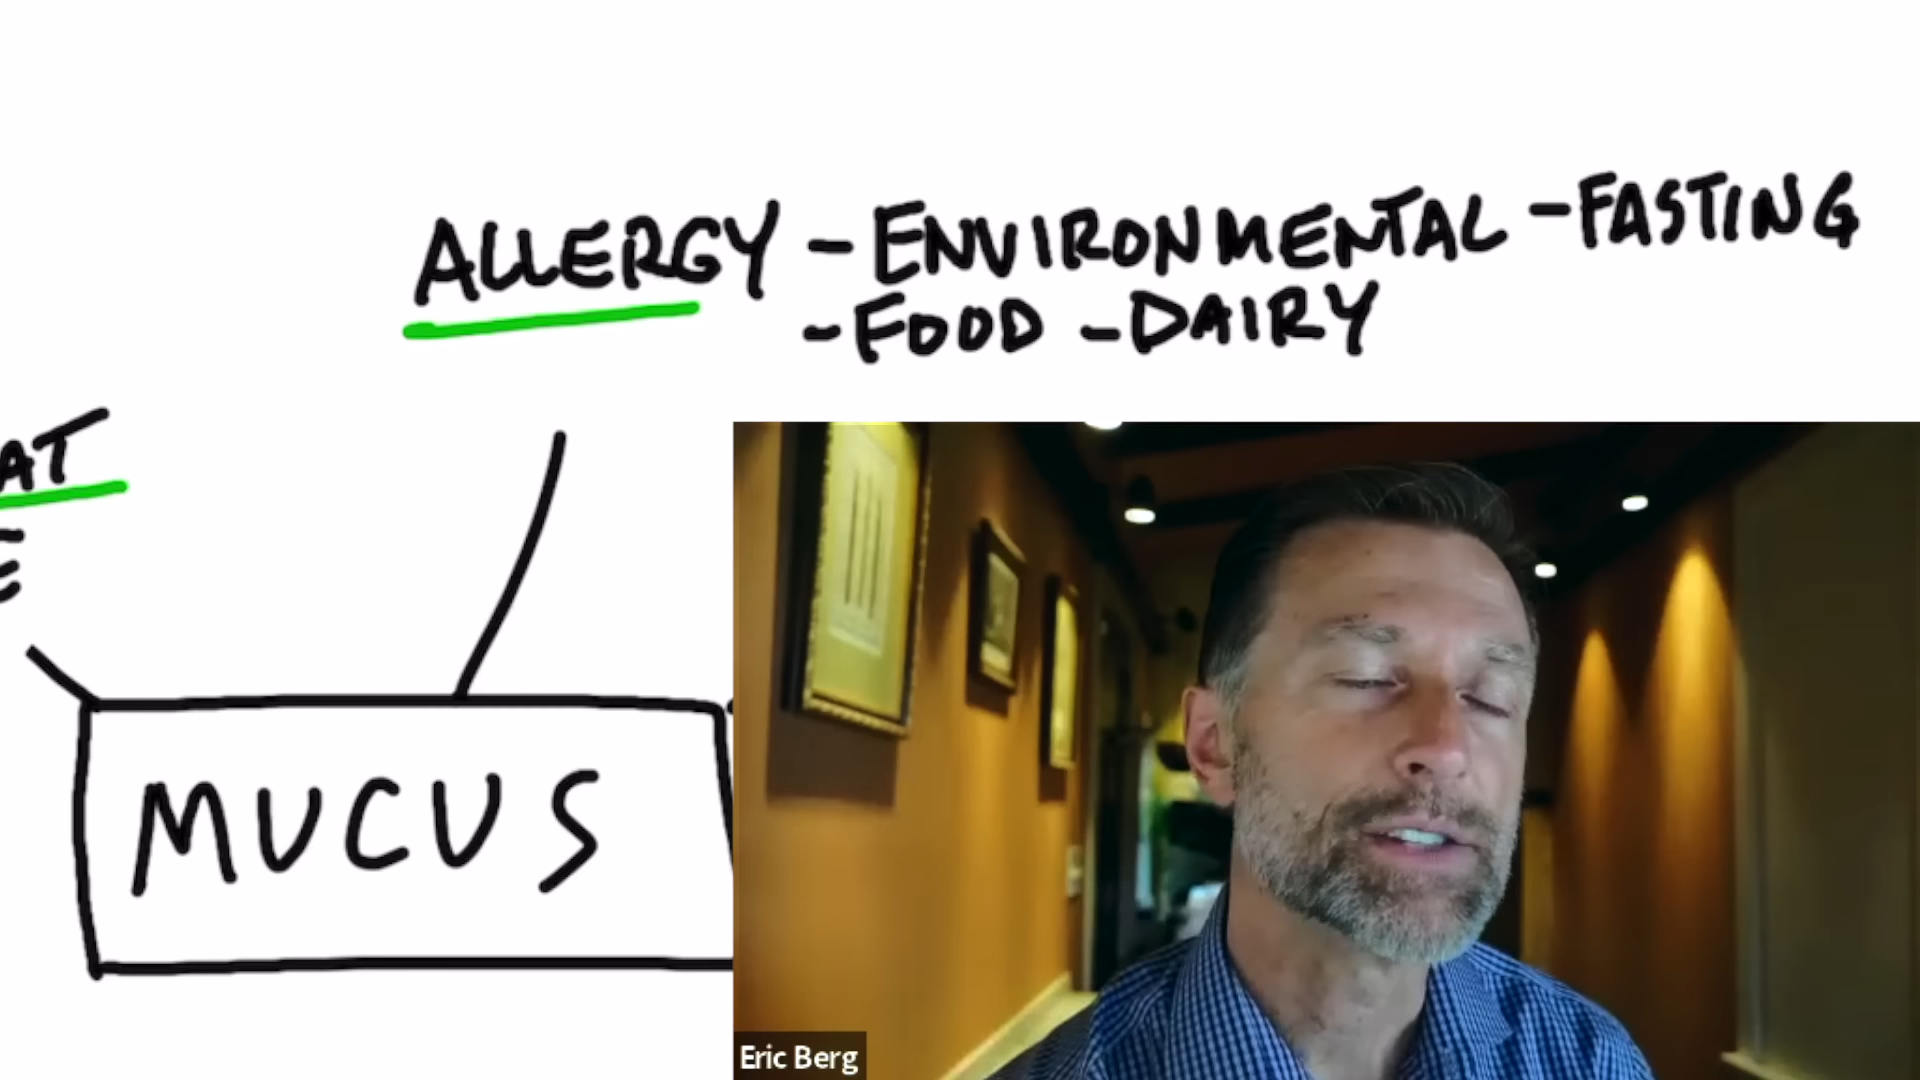 ALLERGY - ENVIRONMENTAL - FASTING
- FOOD - DAIRY
AT
E
MUCUS
Eric Berg